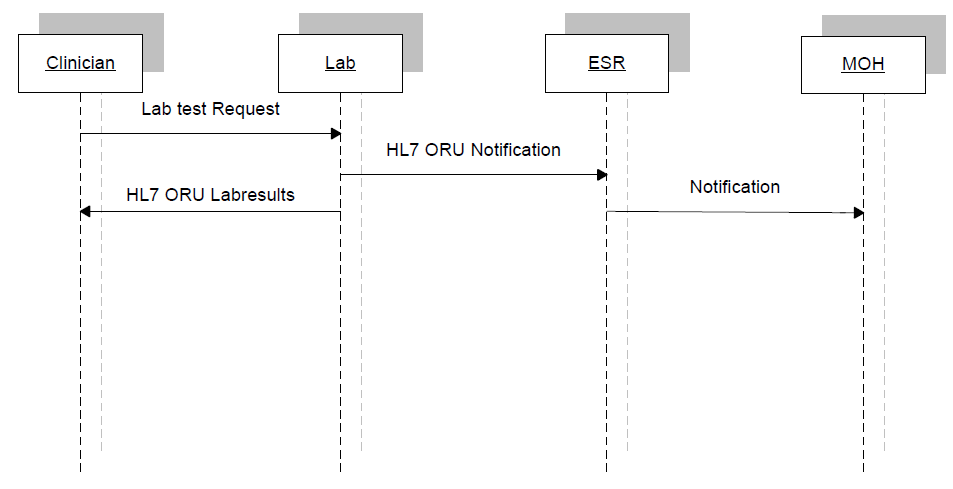 Clinician
Lab
ESR
MOH
Lab test Request
HL7 ORU Notification
Notification
HL7 ORU Labresults